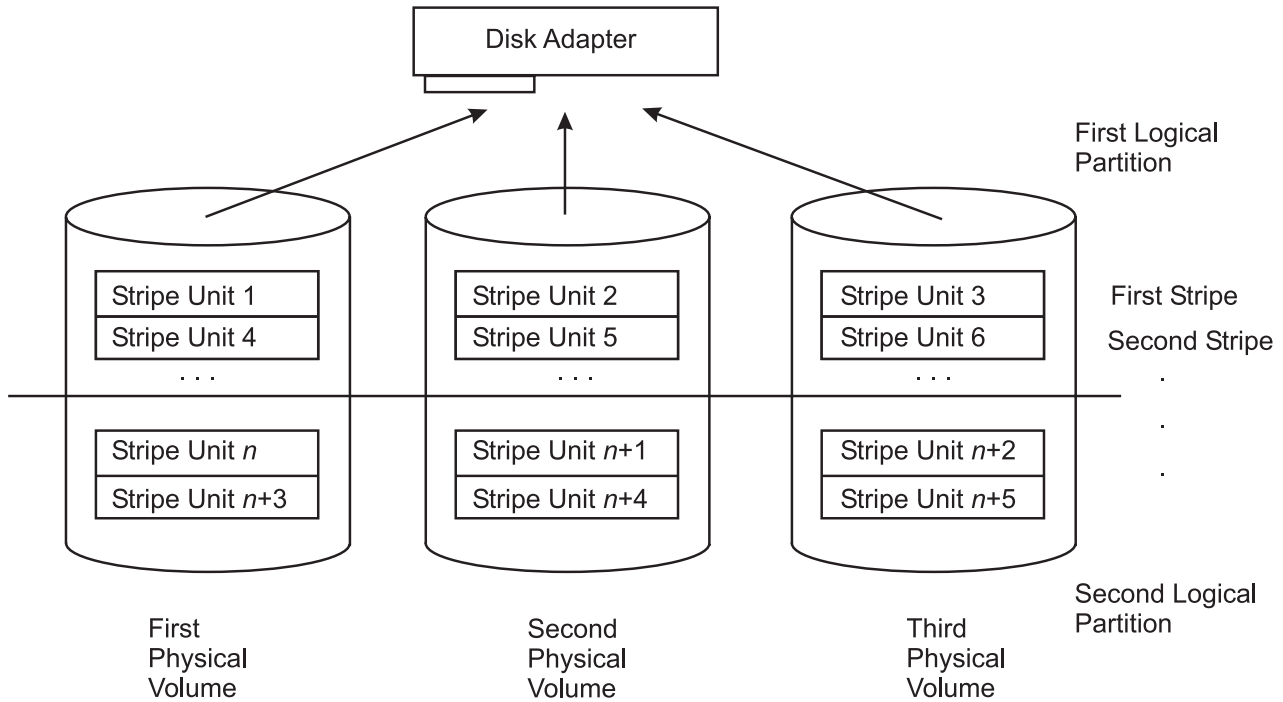 Disk Adapter
First Logical
Partition
Stripe Unit 1
Stripe Unit 2
Stripe Unit 3
First Stripe
Stripe Unit 4
Stripe Unit 5
Stripe Unit 6
Second Stripe
. . .
. . .
. . .
.
.
.
Stripe Unit n
Stripe Unit n+1
Stripe Unit n+2
Stripe Unit n+3
Stripe Unit n+4
Stripe Unit n+5
Second Logical
Partition
First
Physical
Volume
Second
Physical
Volume
Third
Physical
Volume